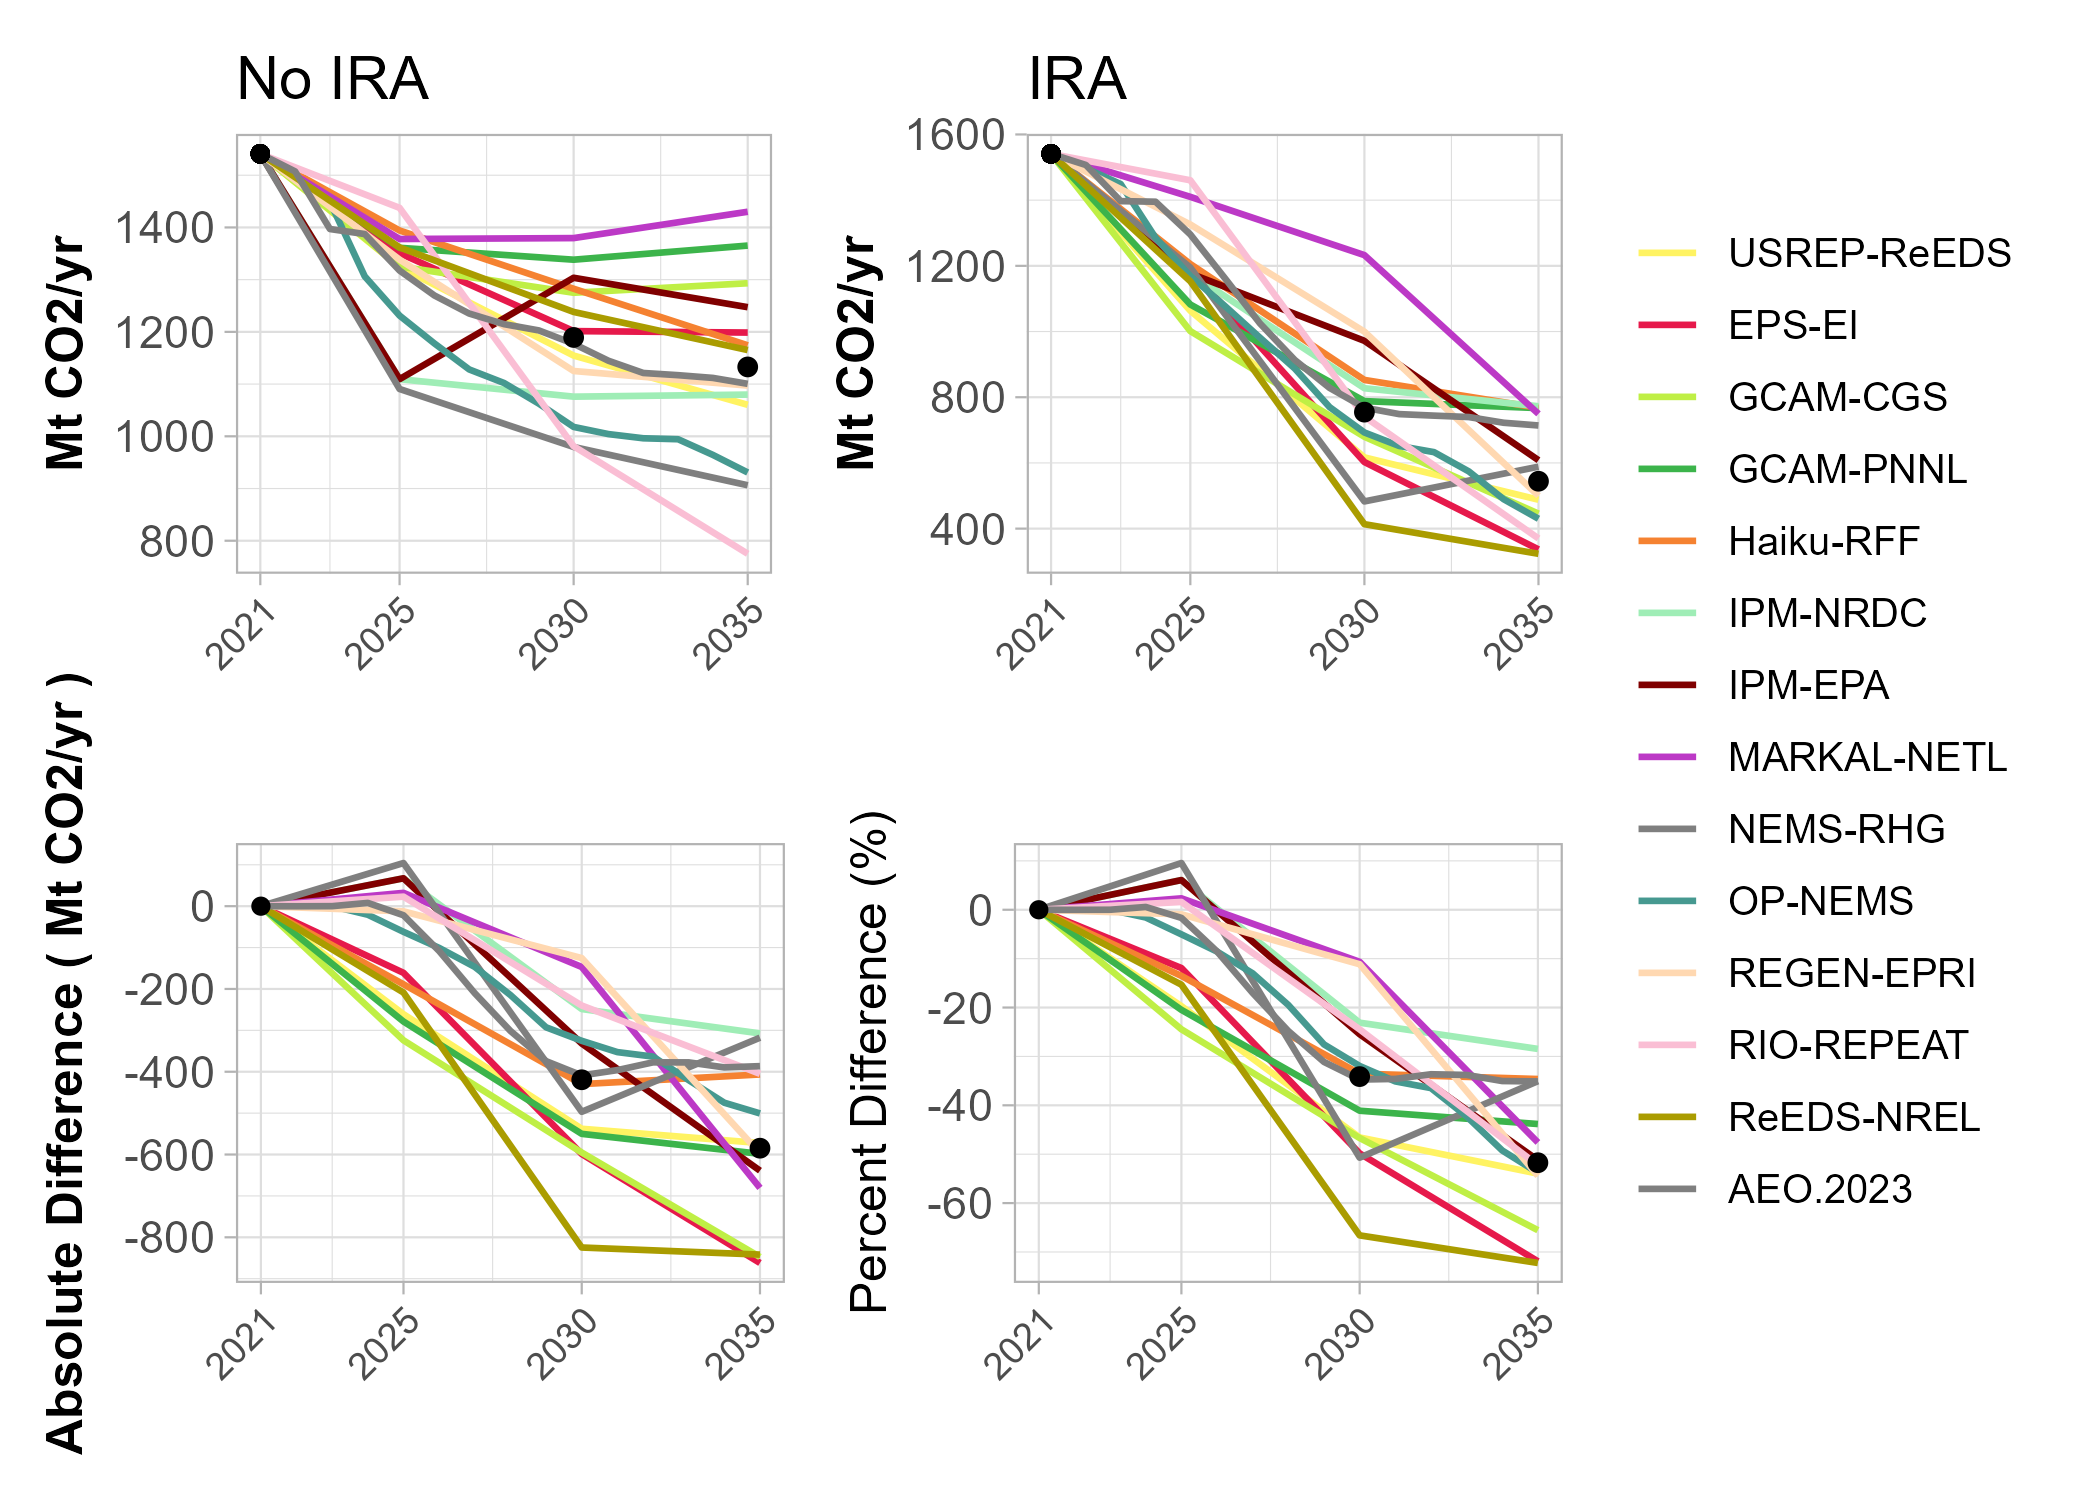 No IRA
Mt CO2/yr
1400
1200
1000
800
2021
2025
2030
2035
IRA
Mt CO2/yr
1600
1200
800
400
2021
2025
2030
2035
Absolute Difference ( Mt CO2/yr )
0
-200
-400
-600
-800
2021
2025
2030
2035
Percent Difference (%)
0
-20
-40
-60
2021
2025
2030
2035
USREP-ReEDS
EPS-EI
GCAM-CGS
GCAM-PNNL
Haiku-RFF
IPM-NRDC
IPM-EPA
MARKAL-NETL
NEMS-RHG
OP-NEMS
REGEN-EPRI
RIO-REPEAT
ReEDS-NREL
AEO.2023